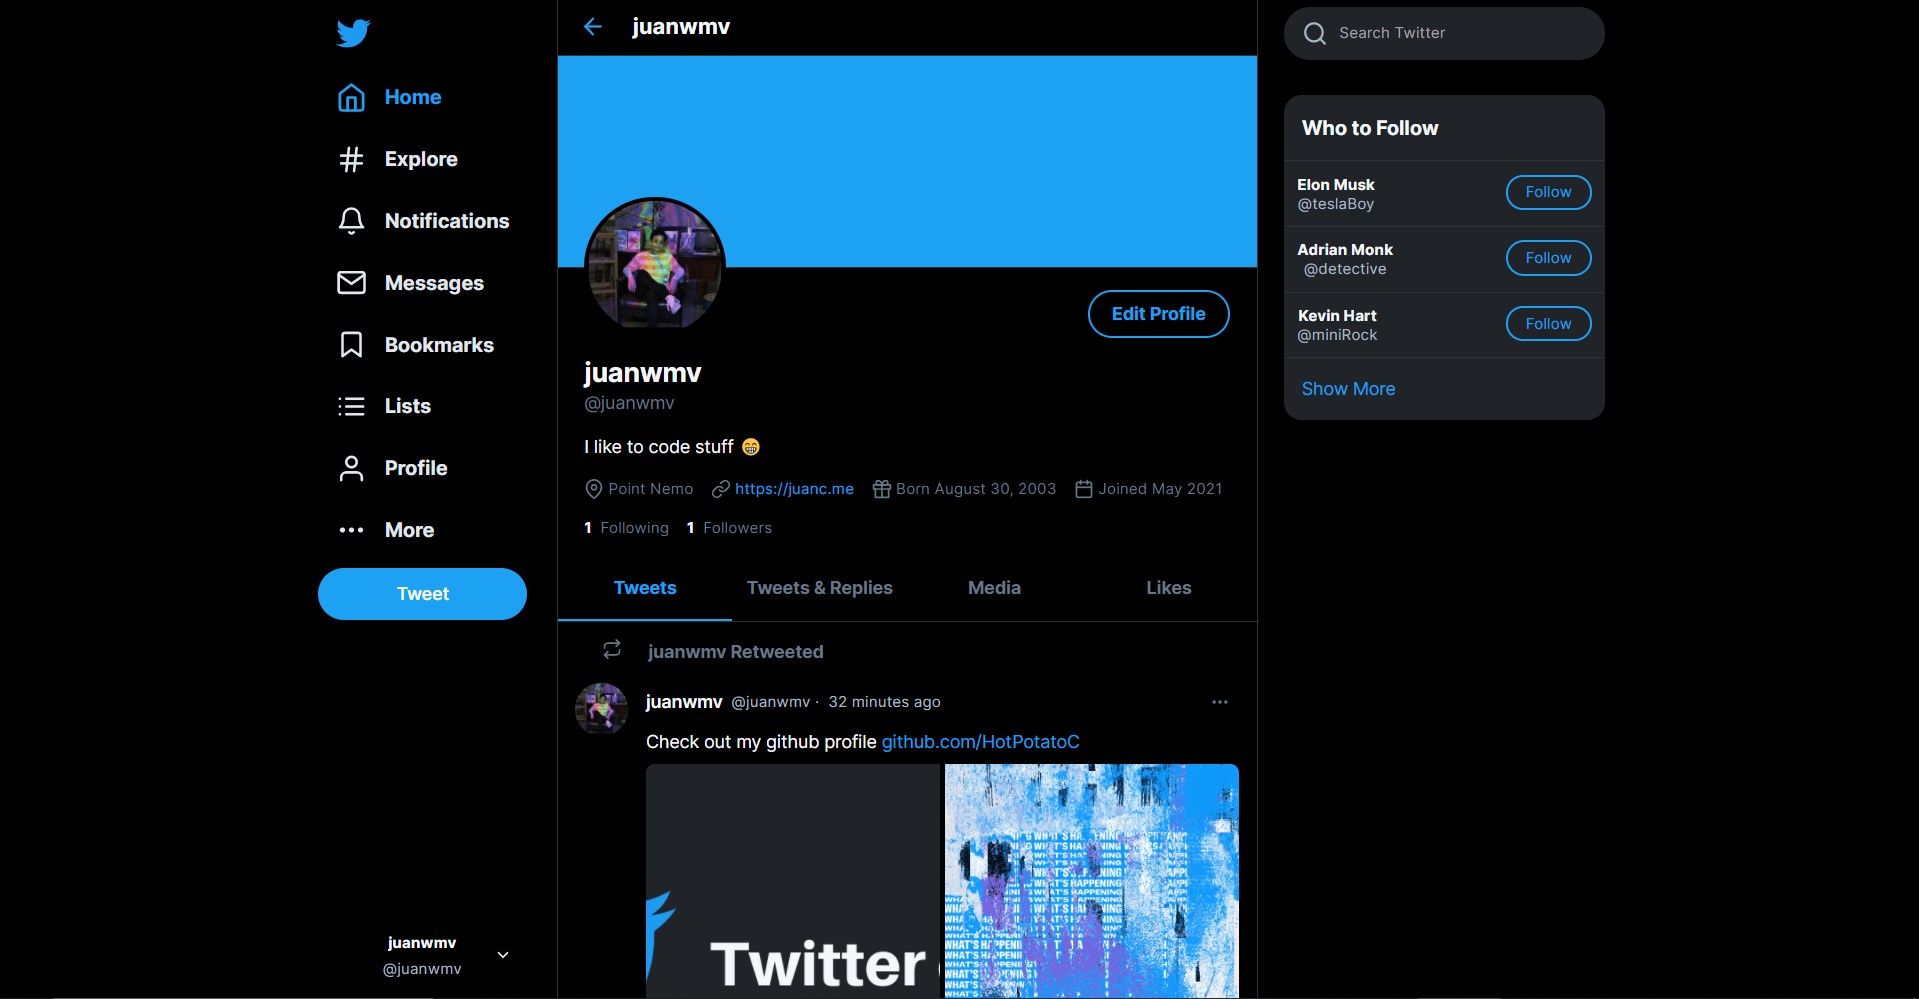 juanwmv
Search Twitter
Home
Explore
Notifications
Messages
Bookmarks
Lists
Profile
More
Tweet
juanwmv
@juanwmv
Edit Profile
juanwmv
@juanwmv
I like to code stuff 😁
Point Nemo https://juanc.me Born August 30, 2003 Joined May 2021
1 Following 1 Followers
Tweets Tweets & Replies Media Likes
juanwmv Retweeted
juanwmv @juanwmv · 32 minutes ago
Check out my github profile github.com/HotPotatoC
Twitter
WHAT'S HAPPENING
Who to Follow
Elon Musk
@teslaBoy
Follow
Adrian Monk
@detective
Follow
Kevin Hart
@miniRock
Follow
Show More